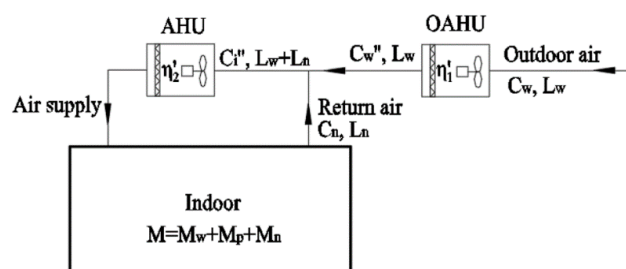 AHU
OAHU
η₂'
Cᵢ'', Lw+Ln
Cw'', Lw
η₁'
Outdoor air
Cw, Lw
Air supply
Return air
Cn, Ln
Indoor
M=Mw+Mp+Mn